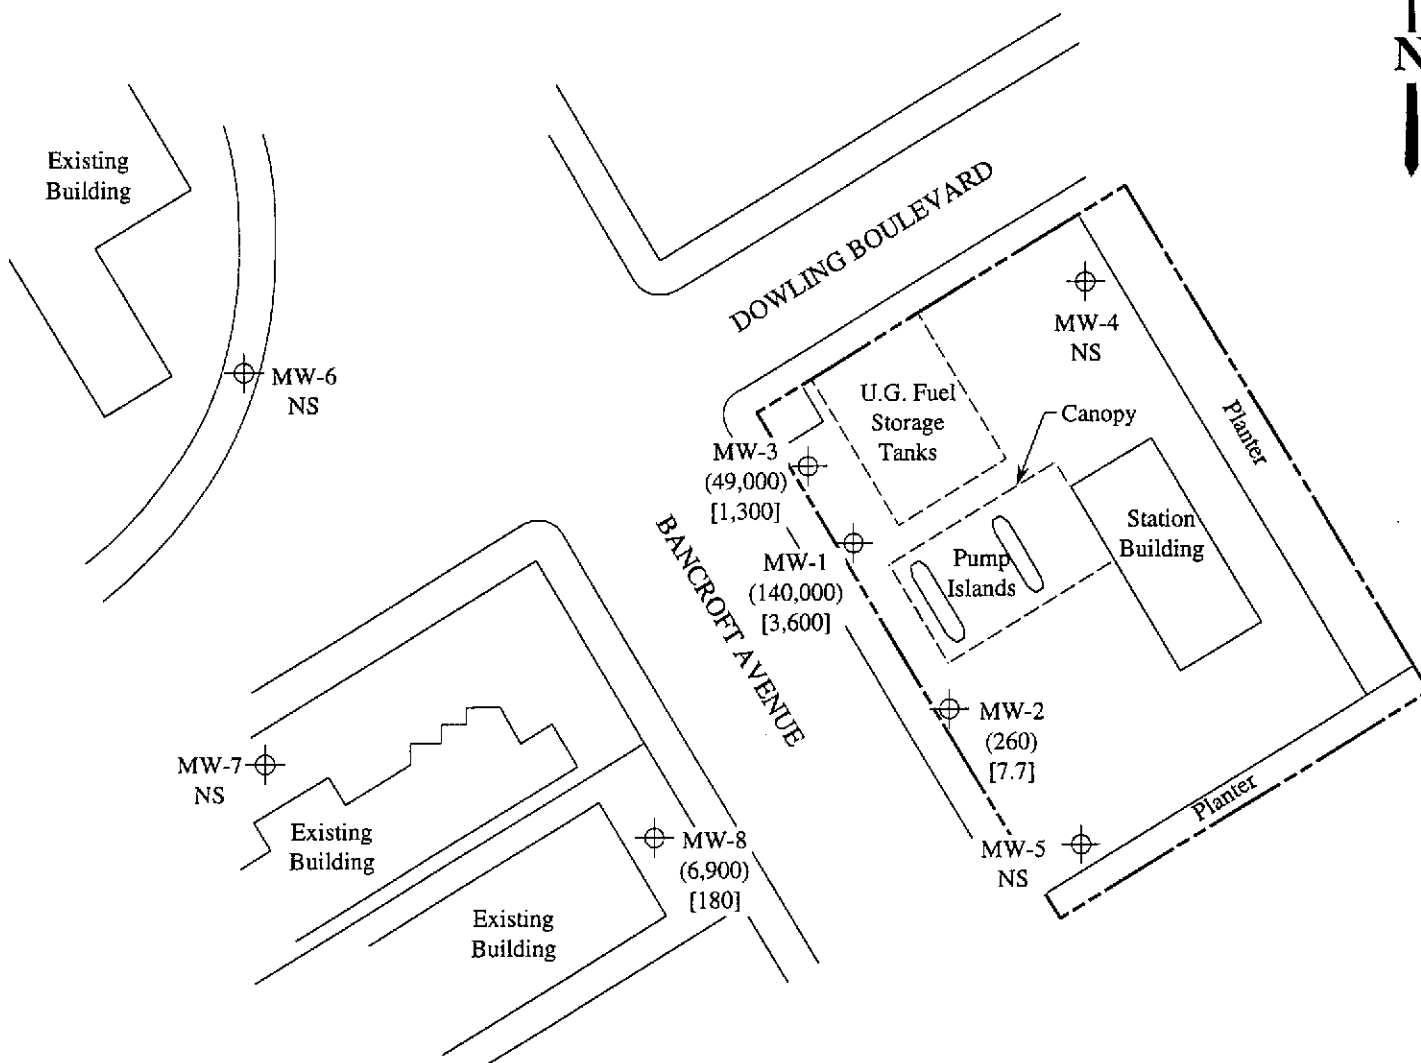 N
Existing
Building
DOWLING BOULEVARD
MW-4
NS
MW-6
NS
U.G. Fuel
Storage
Tanks
Canopy
Planter
MW-3
(49,000)
[1,300]
Station
Building
BANCROFT AVENUE
MW-1
(140,000)
[3,600]
Pump
Islands
MW-2
(260)
[7.7]
MW-7
NS
Planter
Existing
Building
MW-8
(6,900)
[180]
MW-5
NS
Existing
Building